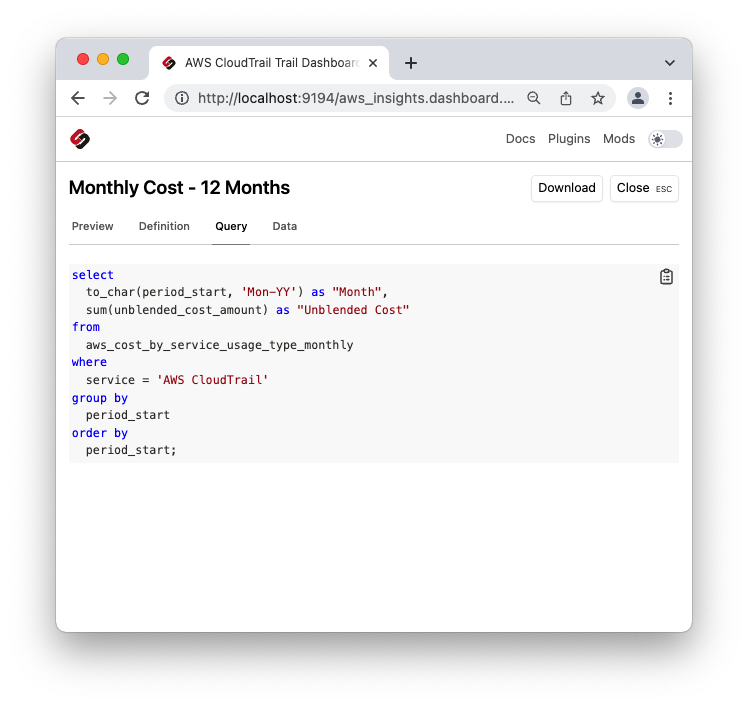 AWS CloudTrail Trail Dashboar
http://localhost:9194/aws_insights.dashboard....
Docs Plugins Mods
Monthly Cost - 12 Months
Download Close ESC
Preview Definition Query Data
select
  to_char(period_start, 'Mon-YY') as "Month",
  sum(unblended_cost_amount) as "Unblended Cost"
from
  aws_cost_by_service_usage_type_monthly
where
  service = 'AWS CloudTrail'
group by
  period_start
order by
  period_start;